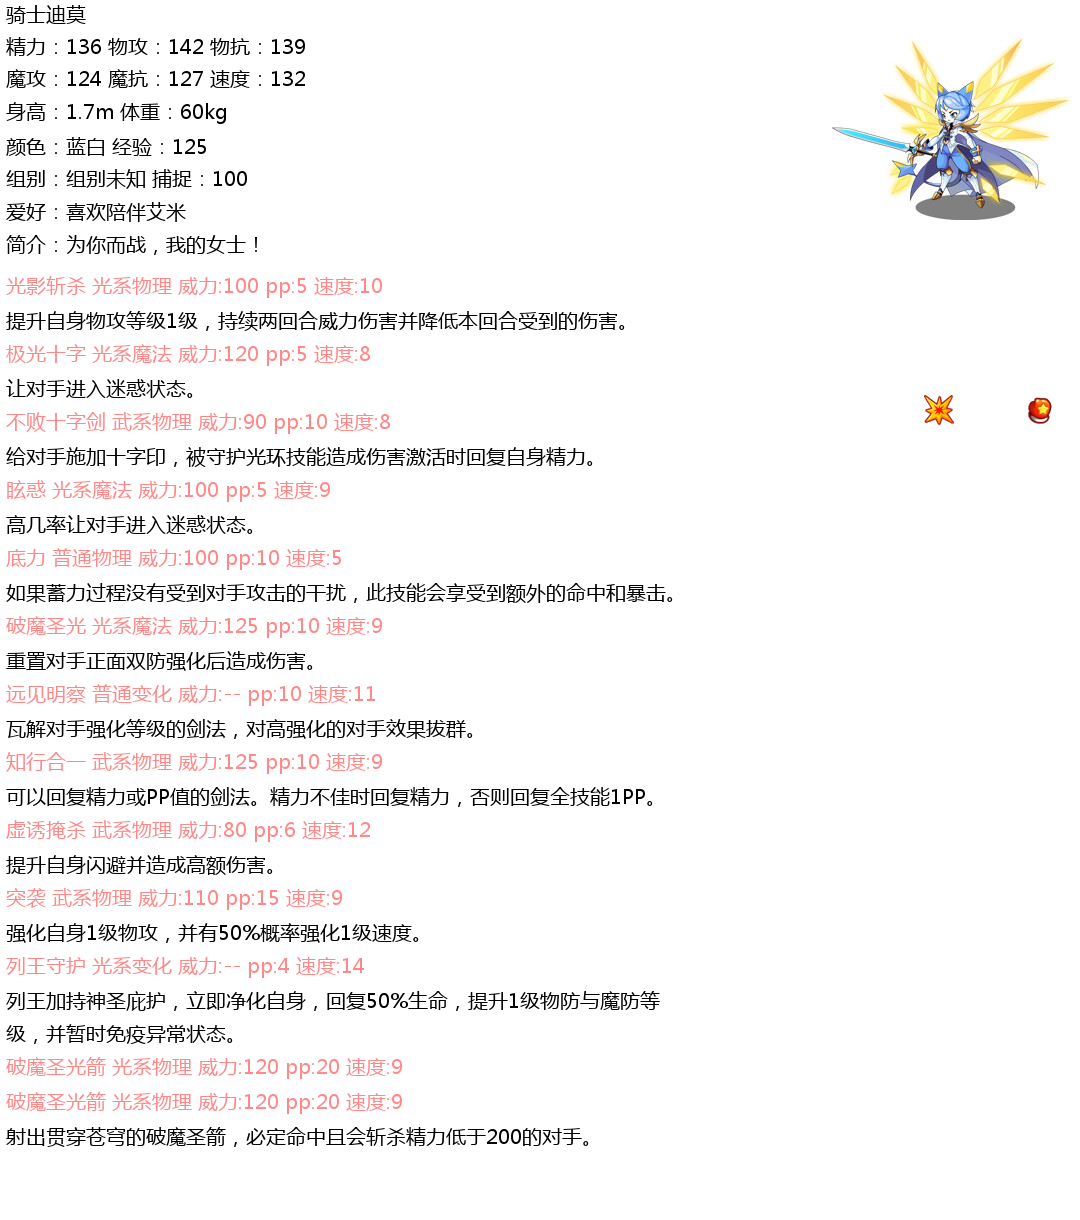 骑士迪莫
精力：136 物攻：142 物抗：139
魔攻：124 魔抗：127 速度：132
身高：1.7m 体重：60kg
颜色：蓝白 经验：125
组别：组别未知 捕捉：100
爱好：喜欢陪伴艾米
简介：为你而战，我的女士！
光影斩杀 光系物理 威力:100 pp:5 速度:10
提升自身物攻等级1级，持续两回合威力伤害并降低本回合受到的伤害。
极光十字 光系魔法 威力:120 pp:5 速度:8
让对手进入迷惑状态。
不败十字剑 武系物理 威力:90 pp:10 速度:8
给对手施加十字印，被守护光环技能造成伤害激活时回复自身精力。
眩惑 光系魔法 威力:100 pp:5 速度:9
高几率让对手进入迷惑状态。
底力 普通物理 威力:100 pp:10 速度:5
如果蓄力过程没有受到对手攻击的干扰，此技能会享受到额外的命中和暴击。
破魔圣光 光系魔法 威力:125 pp:10 速度:9
重置对手正面双防强化后造成伤害。
远见明察 普通变化 威力:-- pp:10 速度:11
瓦解对手强化等级的剑法，对高强化的对手效果拔群。
知行合一 武系物理 威力:125 pp:10 速度:9
可以回复精力或PP值的剑法。精力不佳时回复精力，否则回复全技能1PP。
虚诱掩杀 武系物理 威力:80 pp:6 速度:12
提升自身闪避并造成高额伤害。
突袭 武系物理 威力:110 pp:15 速度:9
强化自身1级物攻，并有50%概率强化1级速度。
列王守护 光系变化 威力:-- pp:4 速度:14
列王加持神圣庇护，立即净化自身，回复50%生命，提升1级物防与魔防等
级，并暂时免疫异常状态。
破魔圣光箭 光系物理 威力:120 pp:20 速度:9
破魔圣光箭 光系物理 威力:120 pp:20 速度:9
射出贯穿苍穹的破魔圣箭，必定命中且会斩杀精力低于200的对手。